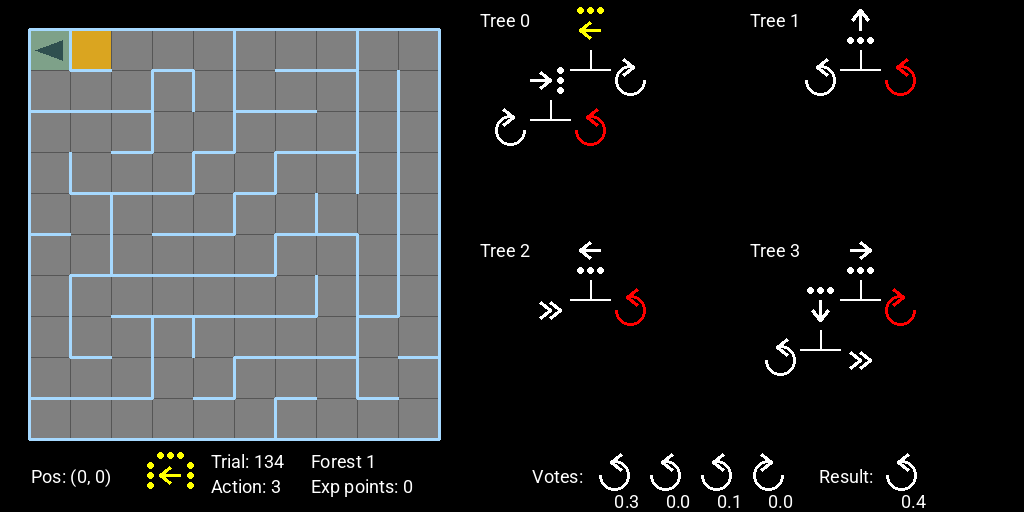 Tree 0
Tree 1
Tree 2
Tree 3
Pos: (0, 0)
Trial: 134
Forest 1
Action: 3
Exp points: 0
Votes:
0.3
0.0
0.1
0.0
Result:
0.4